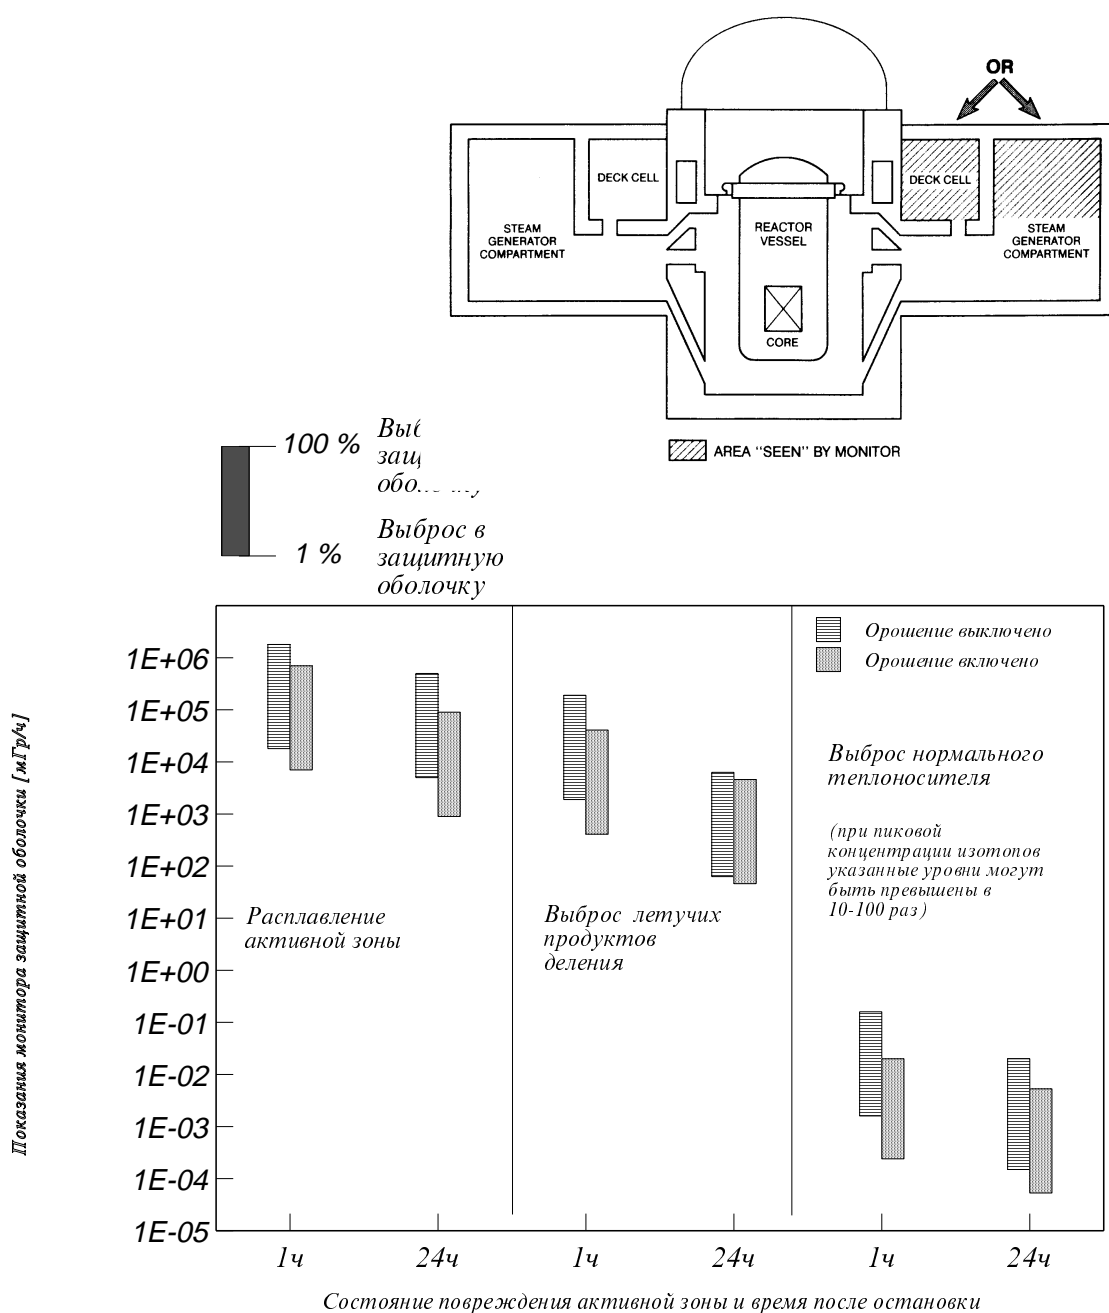 OR
DECK CELL
DECK CELL
STEAM
GENERATOR
COMPARTMENT
REACTOR
VESSEL
STEAM
GENERATOR
COMPARTMENT
CORE
AREA "SEEN" BY MONITOR
100 %
1 %
Выброс в
защитную
оболочку
Орошение выключено
Орошение включено
1E+06
1E+05
1E+04
1E+03
1E+02
1E+01
1E+00
1E-01
1E-02
1E-03
1E-04
1E-05
Показания монитора защитной оболочки [мГр/ч]
Расплавление
активной зоны
Выброс летучих
продуктов
деления
Выброс нормального
теплоносителя
(при пиковой
концентрации изотопов
указанные уровни могут
быть превышены в
10-100 раз)
1ч
24ч
1ч
24ч
1ч
24ч
Состояние повреждения активной зоны и время после остановки